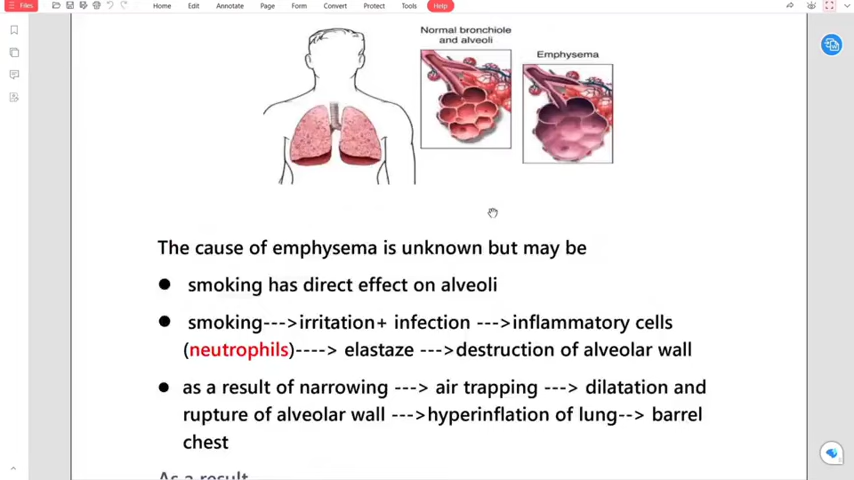 Files
Home Edit Annotate Page Form Convert Protect Tools Help
Normal bronchiole
and alveoli
Emphysema
The cause of emphysema is unknown but may be
● smoking has direct effect on alveoli
● smoking--->irritation+ infection --->inflammatory cells
(neutrophils)----> elastaze --->destruction of alveolar wall
● as a result of narrowing ---> air trapping ---> dilatation and
rupture of alveolar wall --->hyperinflation of lung--> barrel
chest
As a result